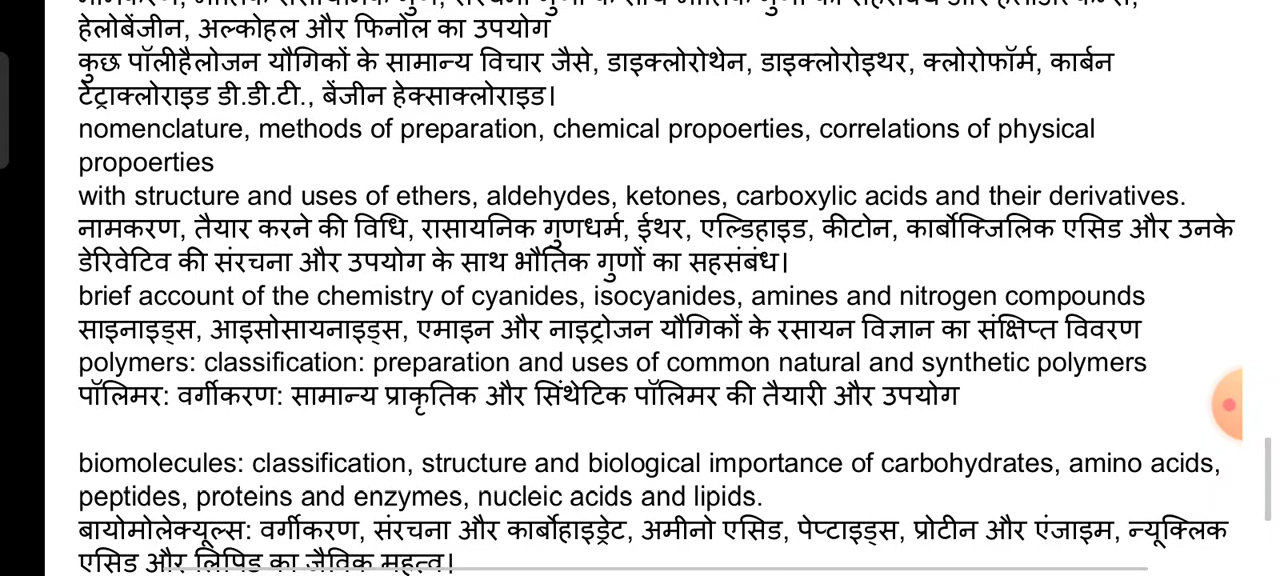 हेलोबेंजीन, अल्कोहल और फिनोल का उपयोग
कुछ पॉलीहैलोजन यौगिकों के सामान्य विचार जैसे, डाइक्लोरोथेन, डाइक्लोरोइथर, क्लोरोफॉर्म, कार्बन
टेट्राक्लोराइड डी.डी.टी., बेंजीन हेक्साक्लोराइड।
nomenclature, methods of preparation, chemical propoerties, correlations of physical
propoerties
with structure and uses of ethers, aldehydes, ketones, carboxylic acids and their derivatives.
नामकरण, तैयार करने की विधि, रासायनिक गुणधर्म, ईथर, एल्डिहाइड, कीटोन, कार्बोक्जिलिक एसिड और उनके
डेरिवेटिव की संरचना और उपयोग के साथ भौतिक गुणों का सहसंबंध।
brief account of the chemistry of cyanides, isocyanides, amines and nitrogen compounds
साइनाइड्स, आइसोसायनाइड्स, एमाइन और नाइट्रोजन यौगिकों के रसायन विज्ञान का संक्षिप्त विवरण
polymers: classification: preparation and uses of common natural and synthetic polymers
पॉलिमर: वर्गीकरण: सामान्य प्राकृतिक और सिंथेटिक पॉलिमर की तैयारी और उपयोग
biomolecules: classification, structure and biological importance of carbohydrates, amino acids,
peptides, proteins and enzymes, nucleic acids and lipids.
बायोमोलेक्यूल्स: वर्गीकरण, संरचना और कार्बोहाइड्रेट, अमीनो एसिड, पेप्टाइड्स, प्रोटीन और एंजाइम, न्यूक्लिक
एसिड और लिपिड का जैविक महत्व।